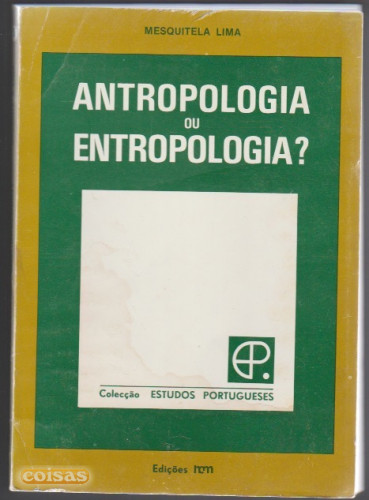 MESQUITELA LIMA
ANTROPOLOGIA
OU
ENTROPOLOGIA?
EP.
Colecção ESTUDOS PORTUGUESES
Edições
coisas